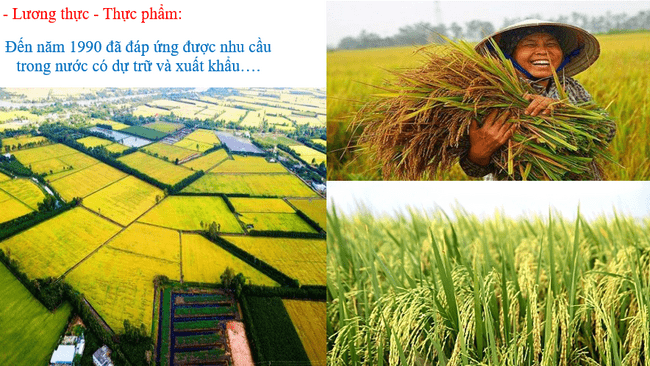 - Lương thực - Thực phẩm:
Đến năm 1990 đã đáp ứng được nhu cầu
trong nước có dự trữ và xuất khẩu….